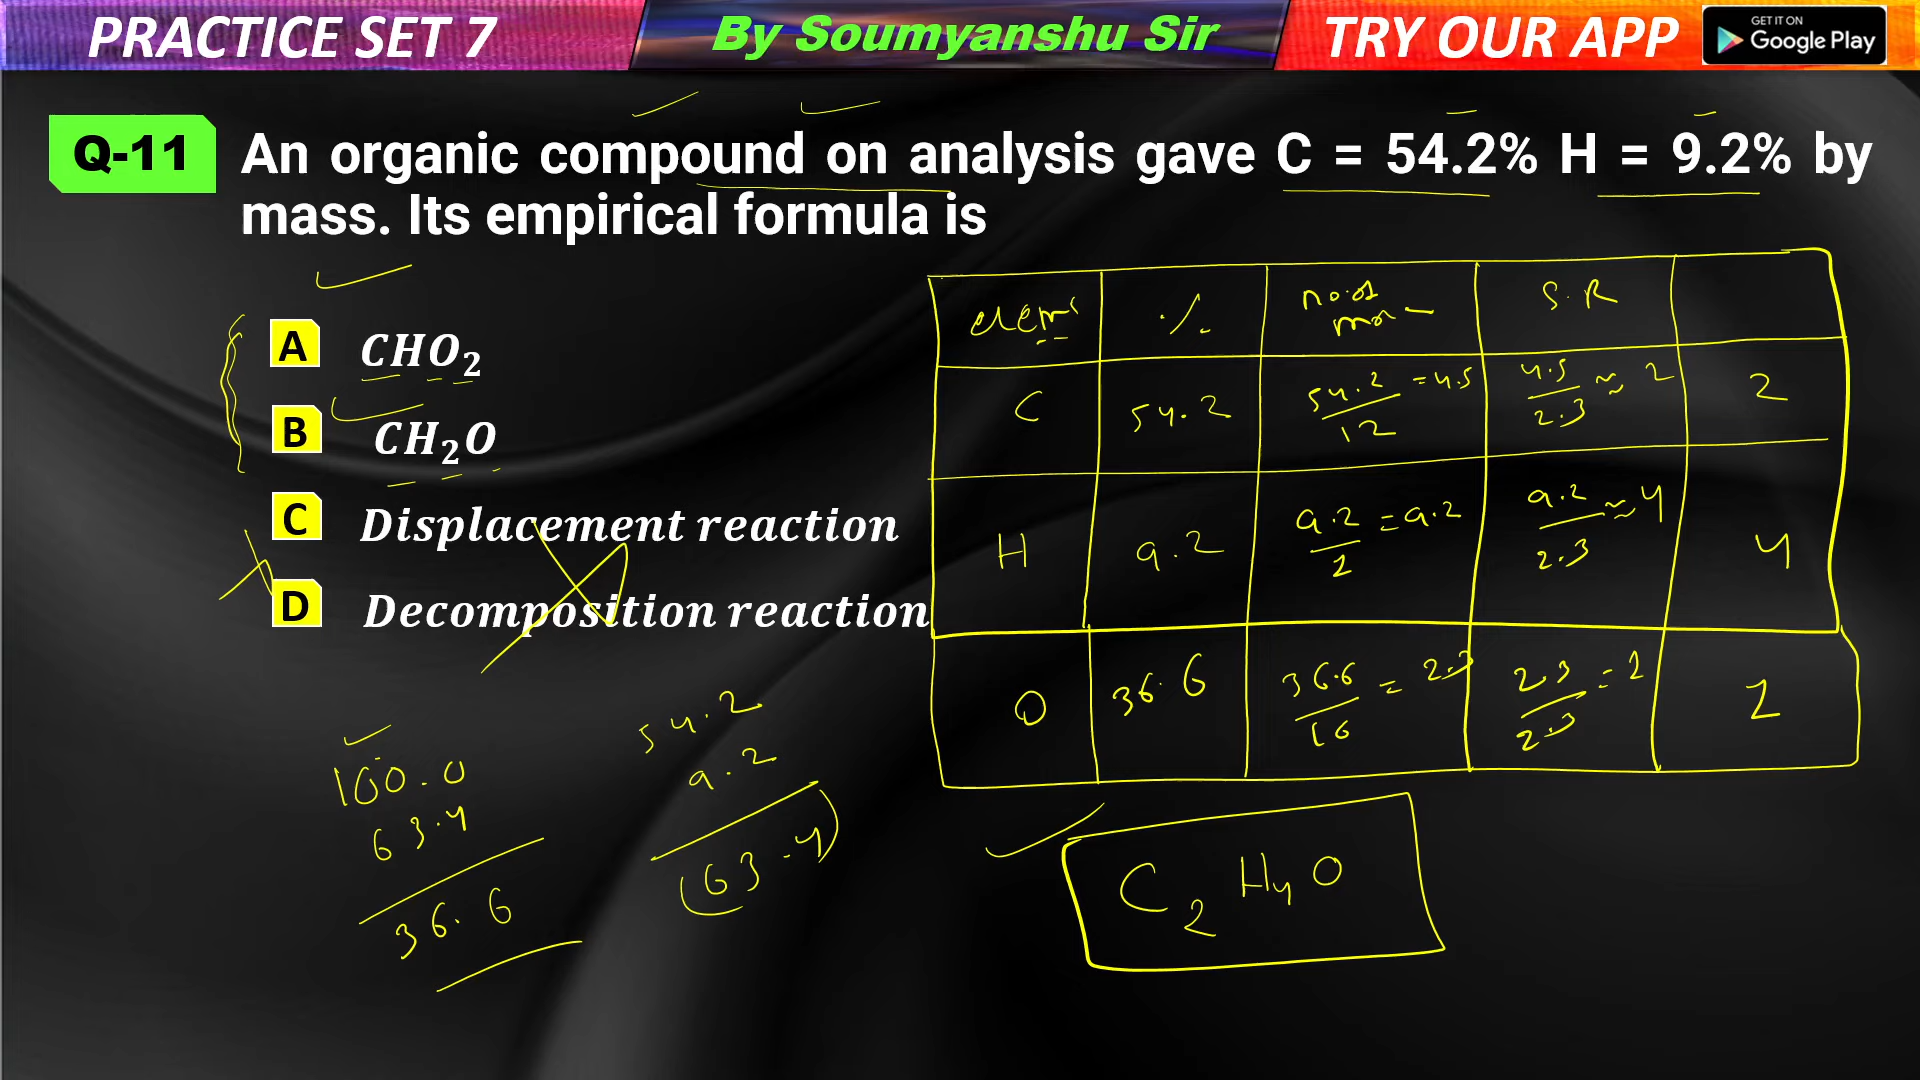 PRACTICE SET 7
By Soumyanshu Sir
TRY OUR APP
GET IT ON
Google Play
Q-11
An organic compound on analysis gave C = 54.2% H = 9.2% by
mass. Its empirical formula is
A CHO₂
B CH₂O
C Displacement reaction
D Decomposition reaction
% S.R
C 54.2 54.2/12 = 4.5 4.5/2.3 ≈ 2 2
H 9.2 9.2/1 = 9.2 9.2/2.3 ≈ 4 4
O 36.6 36.6/16 = 2.3 2.3/2.3 = 1 1
54.2
9.2
(63.4)
100.0
63.4
36.6
C₂H₄O